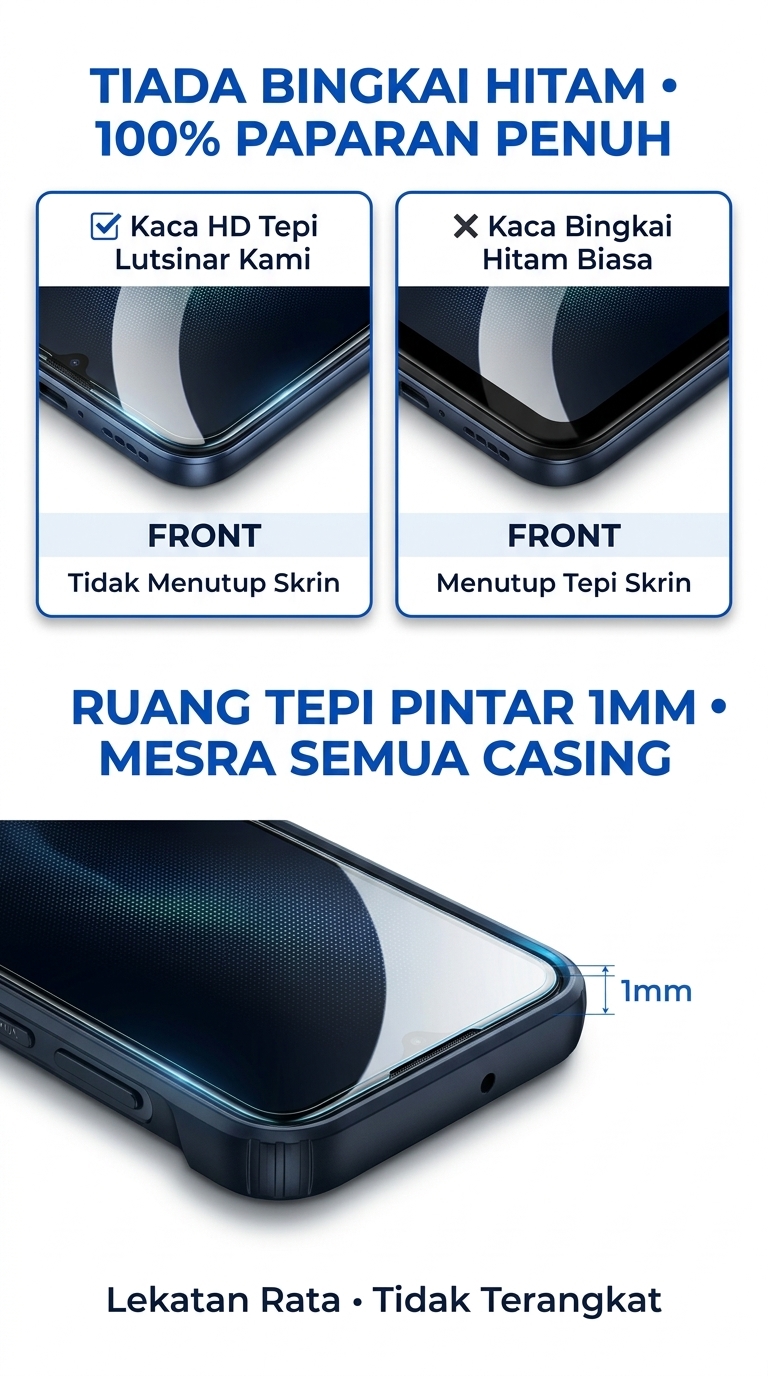 TIADA BINGKAI HITAM •
100% PAPARAN PENUH
☑ Kaca HD Tepi
Lutsinar Kami
FRONT
Tidak Menutup Skrin
✕ Kaca Bingkai
Hitam Biasa
FRONT
Menutup Tepi Skrin
RUANG TEPI PINTAR 1MM •
MESRA SEMUA CASING
1mm
Lekatan Rata • Tidak Terangkat